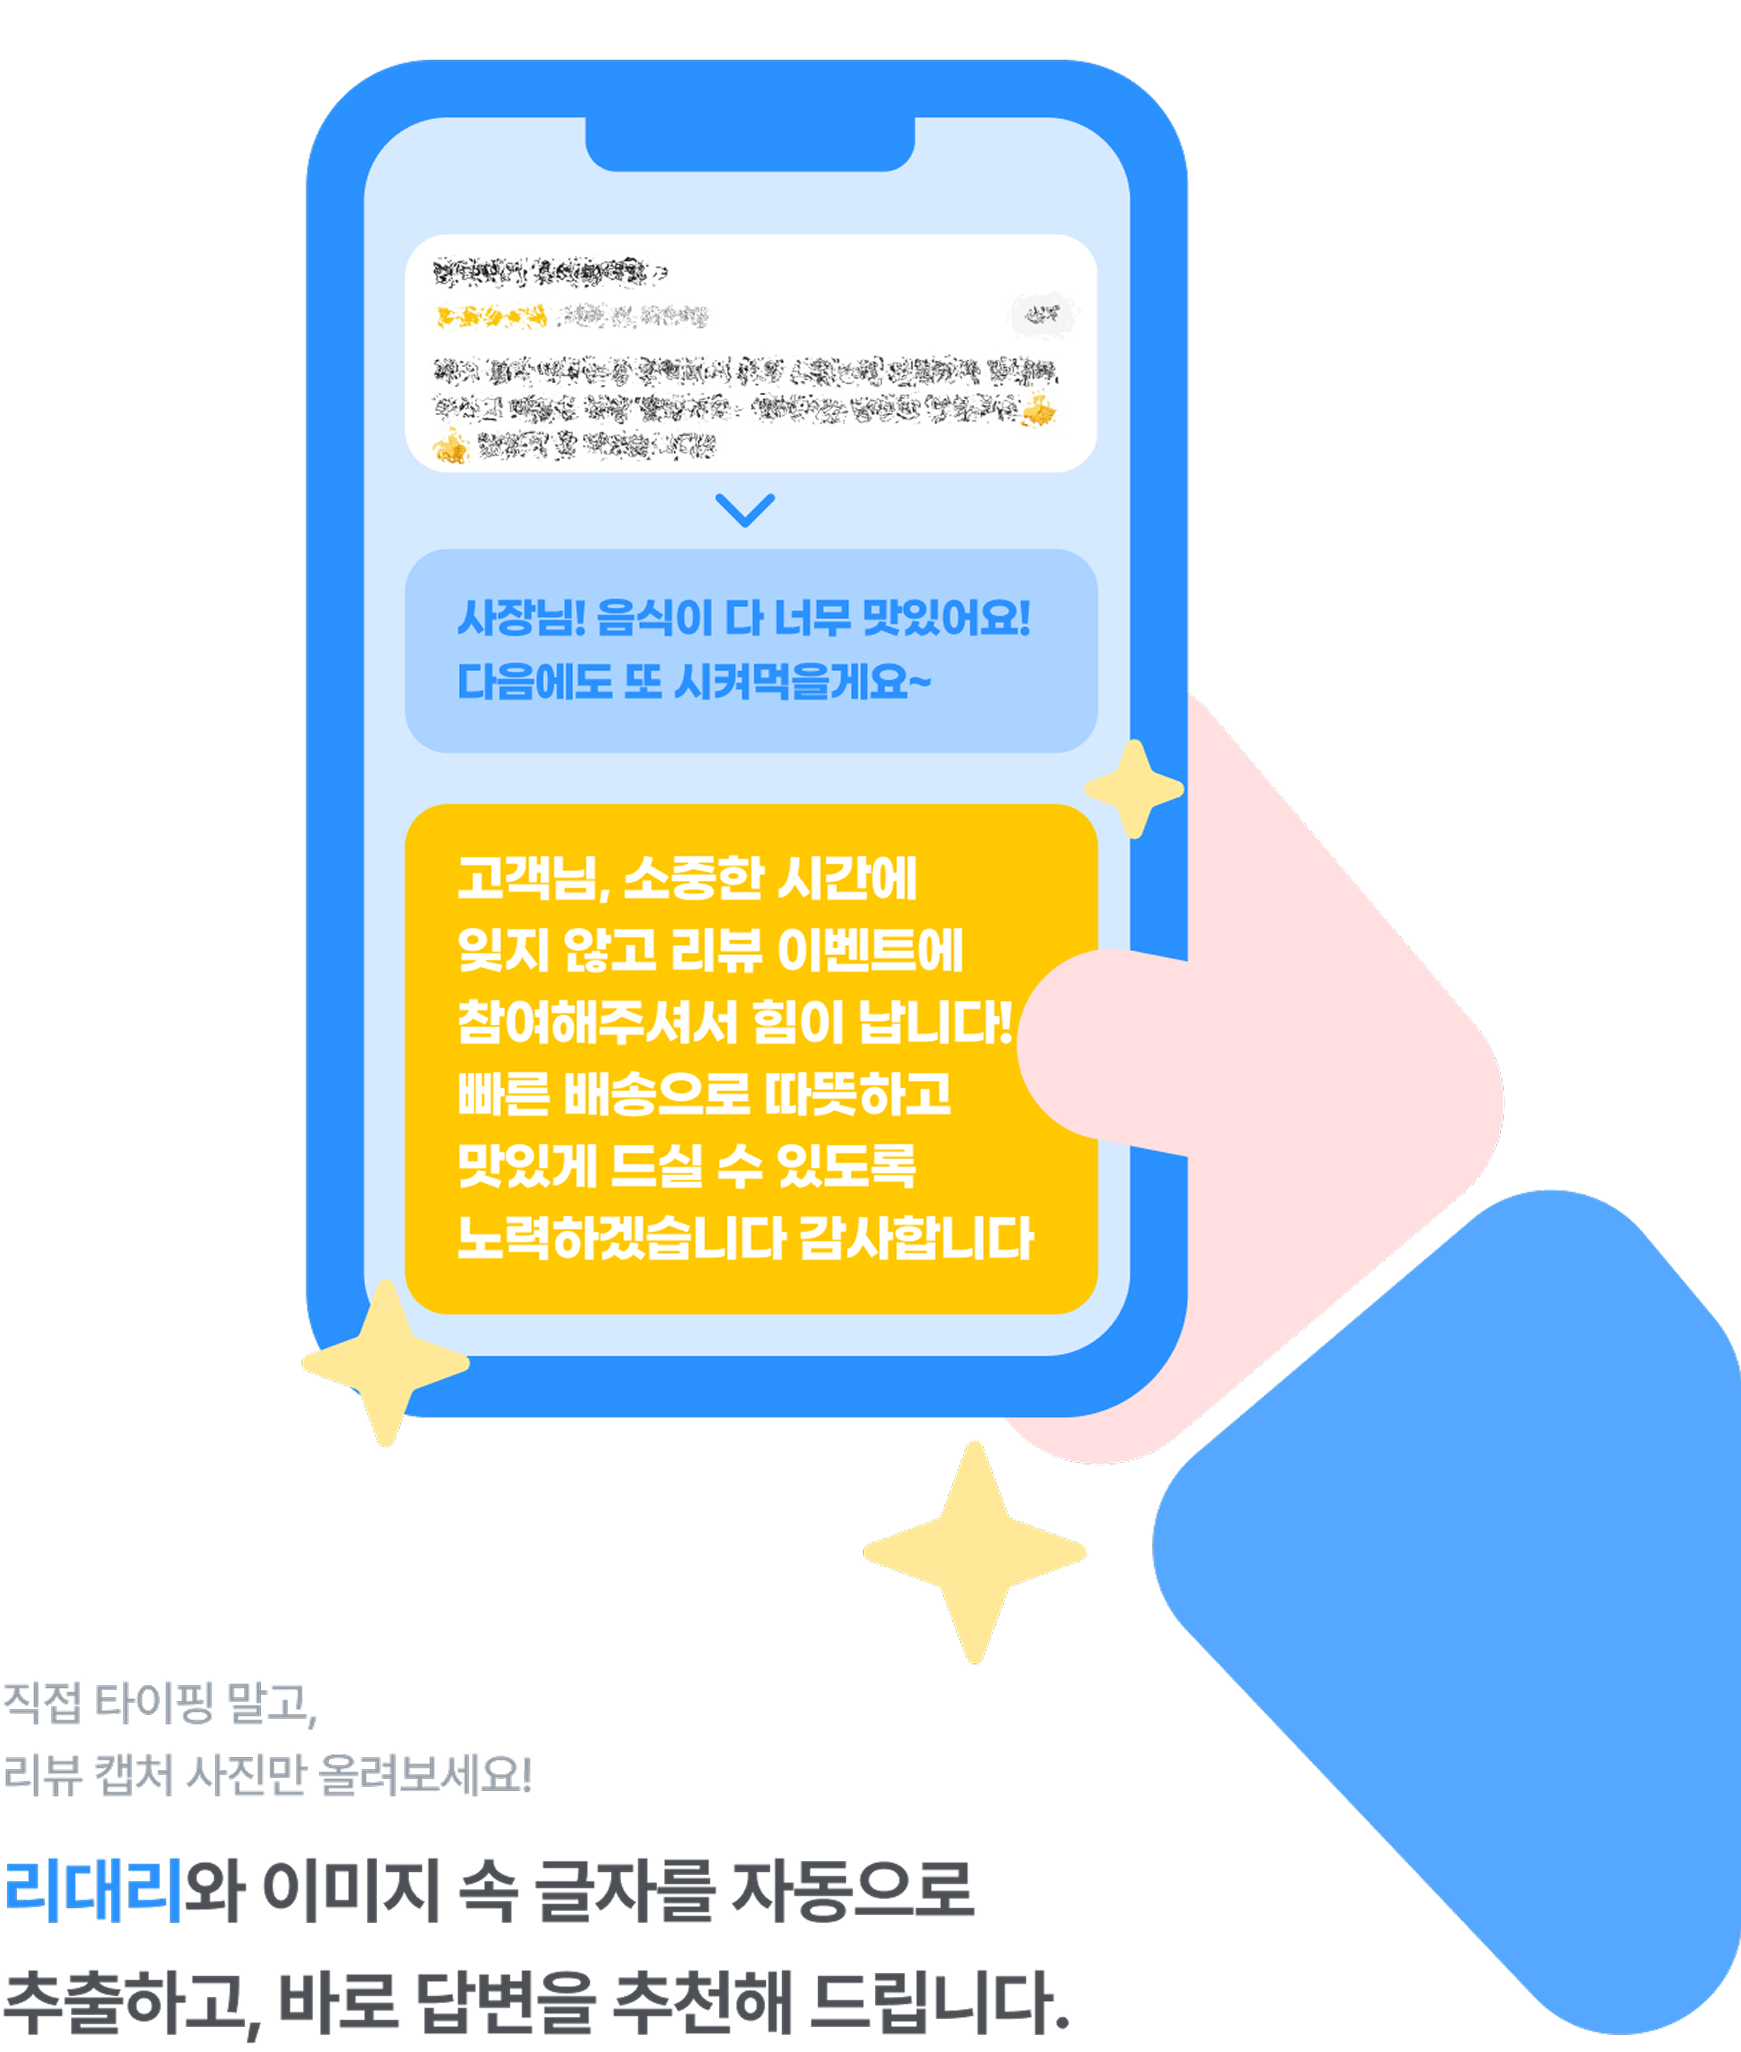 사장님! 음식이 다 너무 맛있어요!
다음에도 또 시켜먹을게요~
고객님, 소중한 시간에
잊지 않고 리뷰 이벤트에
참여해주셔서 힘이 납니다!
빠른 배송으로 따뜻하고
맛있게 드실 수 있도록
노력하겠습니다 감사합니다
직접 타이핑 말고,
리뷰 캡처 사진만 올려보세요!
리대리와 이미지 속 글자를 자동으로
추출하고, 바로 답변을 추천해 드립니다.